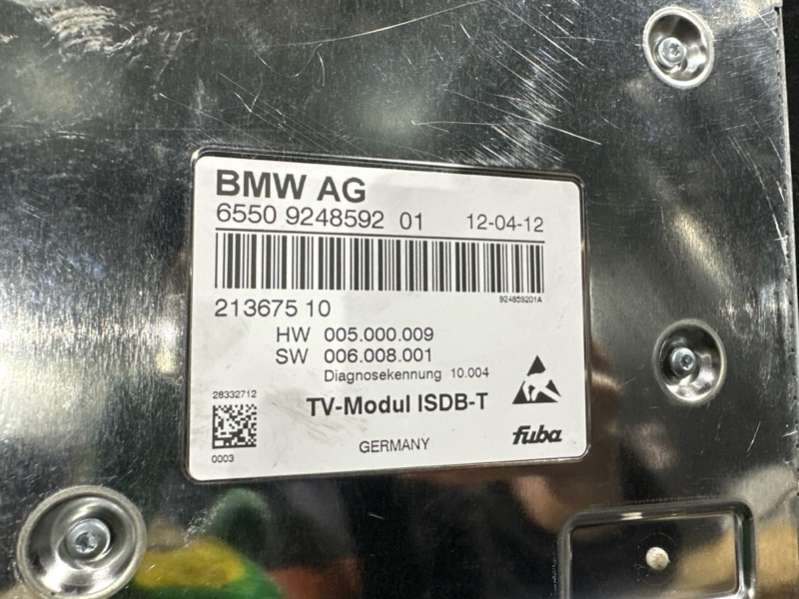 BMW AG
6550 9248592 01 12-04-12
924859201A
213675 10
HW 005.000.009
SW 006.008.001
Diagnosekennung 10.004
28332712
TV-Modul ISDB-T
0003
GERMANY
fuba